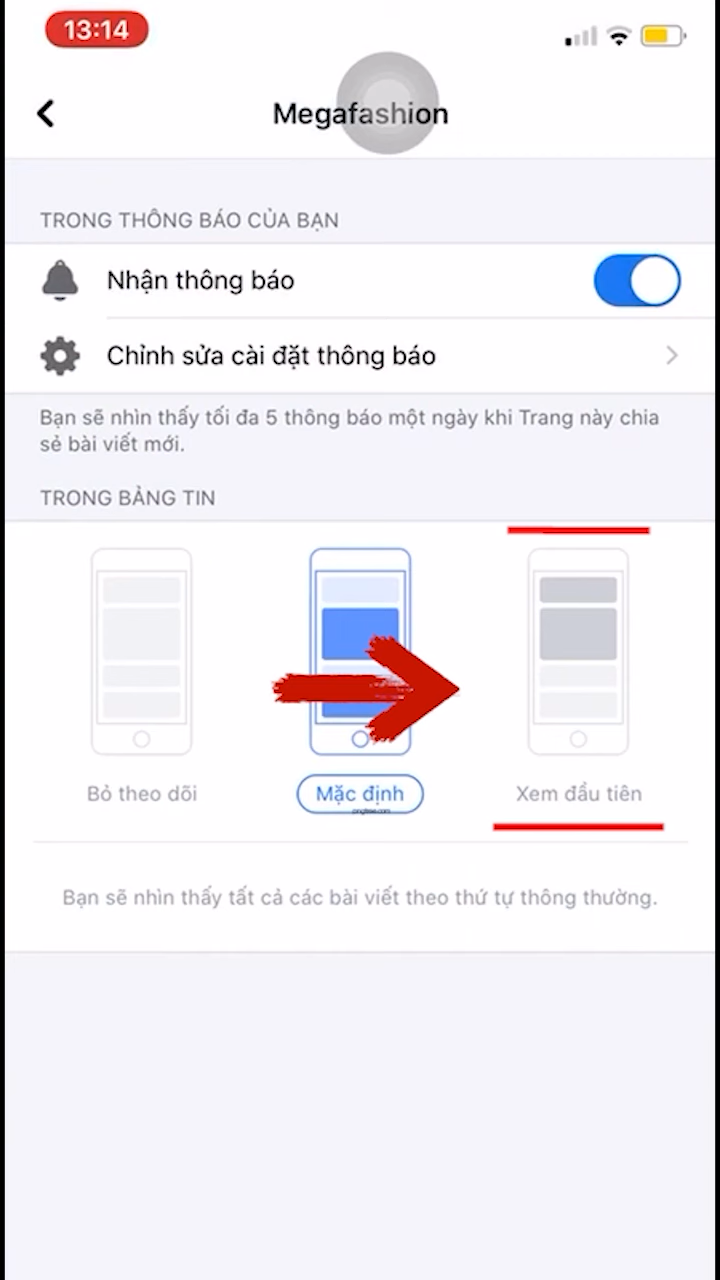 13:14
Megafashion
TRONG THÔNG BÁO CỦA BẠN
Nhận thông báo
Chỉnh sửa cài đặt thông báo
Bạn sẽ nhìn thấy tối đa 5 thông báo một ngày khi Trang này chia
sẻ bài viết mới.
TRONG BẢNG TIN
Bỏ theo dõi
Mặc định
Xem đầu tiên
Bạn sẽ nhìn thấy tất cả các bài viết theo thứ tự thông thường.